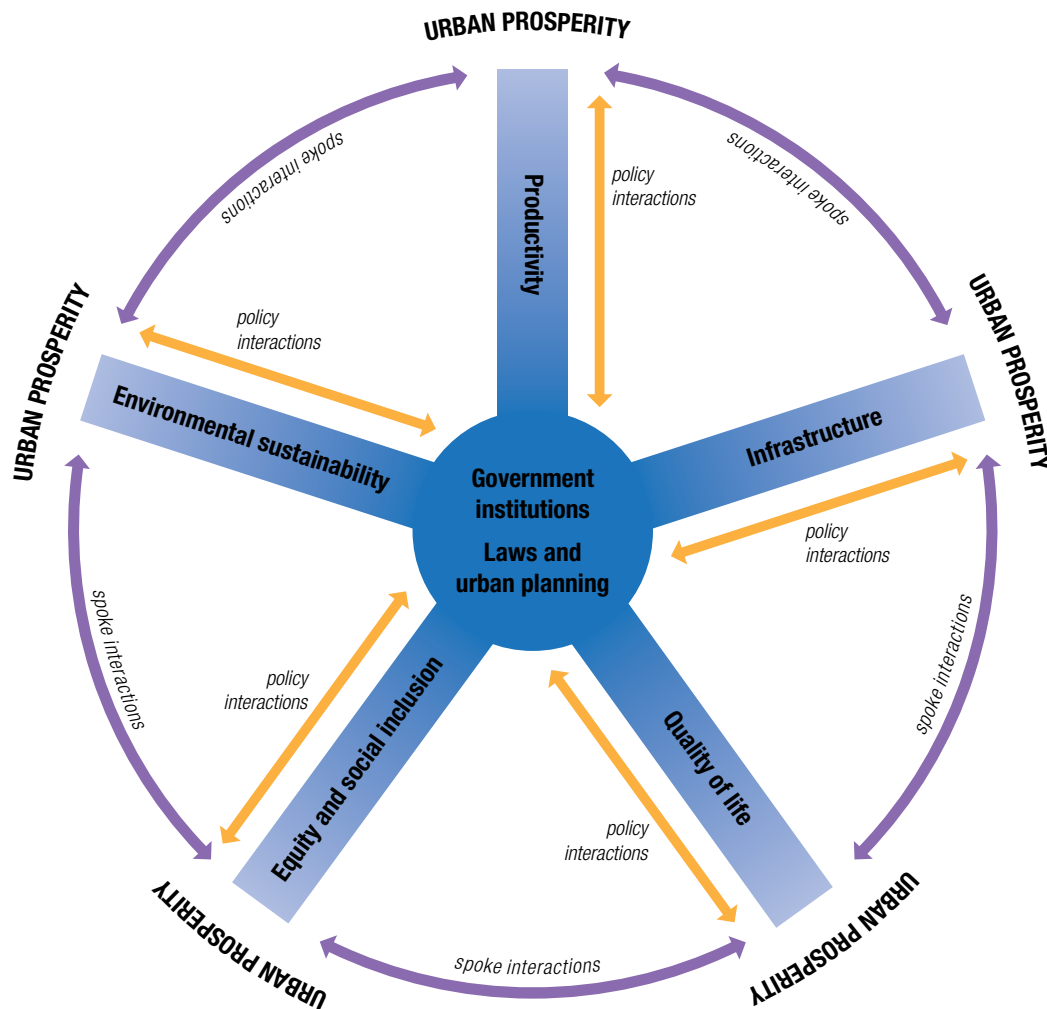 URBAN PROSPERITY
spoke interactions
spoke interactions
Productivity
policy
interactions
URBAN PROSPERITY
URBAN PROSPERITY
policy
interactions
Environmental sustainability
Infrastructure
Government
institutions
Laws and
urban planning
policy
interactions
spoke interactions
spoke interactions
policy
interactions
Equity and social inclusion
Quality of life
policy
interactions
URBAN PROSPERITY
URBAN PROSPERITY
spoke interactions